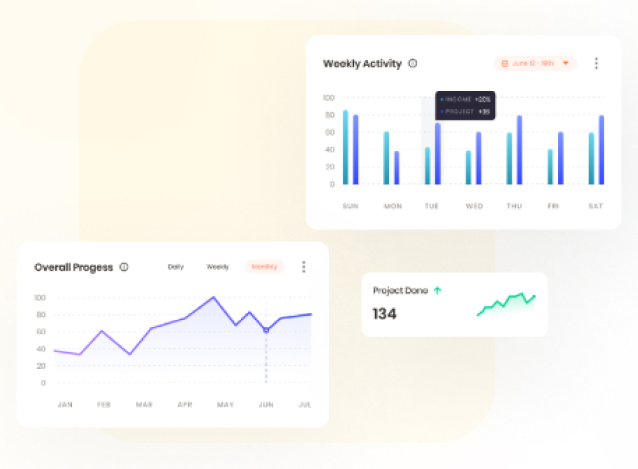 Weekly Activity
June 12 - 19th
100
80
60
40
20
0
INCOME +20%
PROJECT +36
SUN MON TUE WED THU FRI SAT
Overall Progess
Daily Weekly Monthly
100
80
60
40
20
0
JAN FEB MAR APR MAY JUN JUL
Project Done
134